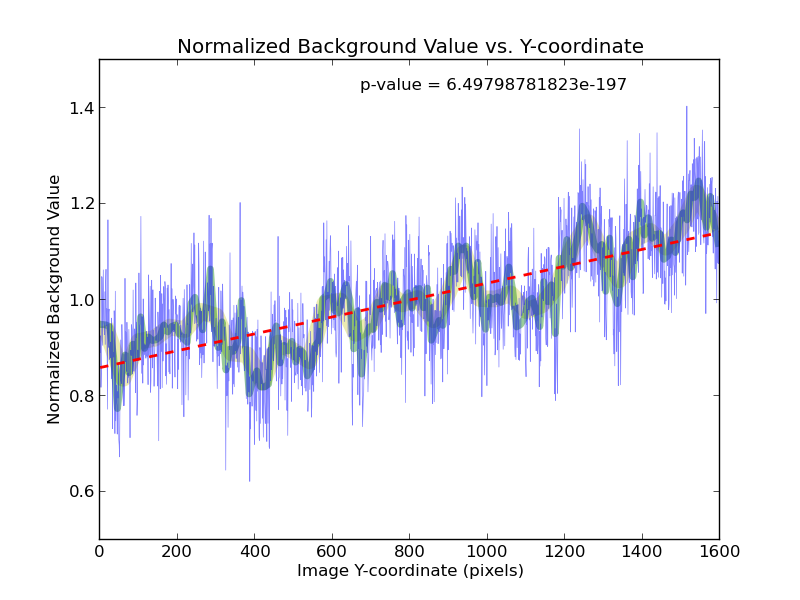 Normalized Background Value vs. Y-coordinate
p-value = 6.49798781823e-197
Normalized Background Value
1.4
1.2
1.0
0.8
0.6
0 200 400 600 800 1000 1200 1400 1600
Image Y-coordinate (pixels)